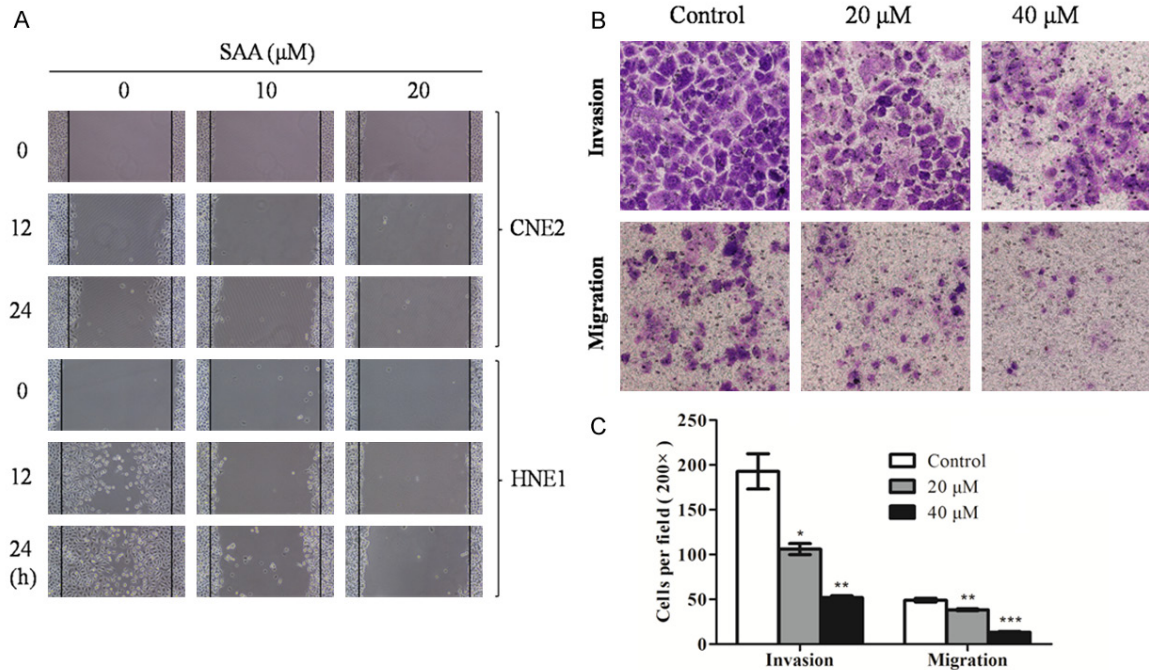 A
SAA (μM)
0 10 20
0
12
24
CNE2
0
12
24
(h)
HNE1
B
Control 20 μM 40 μM
Invasion
Migration
C
Cells per field ( 200× )
250
200
150
100
50
0
Control
20 μM
40 μM
*
**
**
***
Invasion Migration